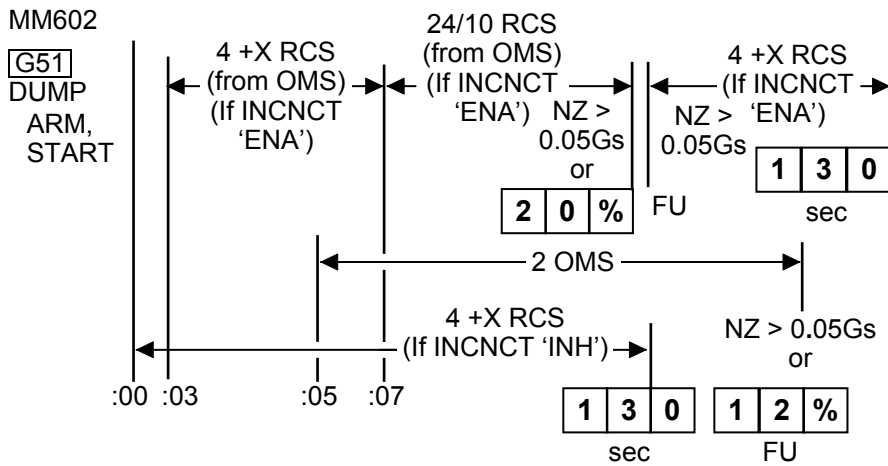 MM602
G51
DUMP
ARM,
START
4 +X RCS
(from OMS)
(If INCNCT
‘ENA’)
24/10 RCS
(from OMS)
(If INCNCT
‘ENA’)
NZ >
0.05Gs
or
2 0 %
FU
4 +X RCS
(If INCNCT
‘ENA’)
NZ >
0.05Gs
1 3 0
sec
2 OMS
4 +X RCS
(If INCNCT ‘INH’)
NZ > 0.05Gs
or
:00 :03 :05 :07
1 3 0
sec
1 2 %
FU